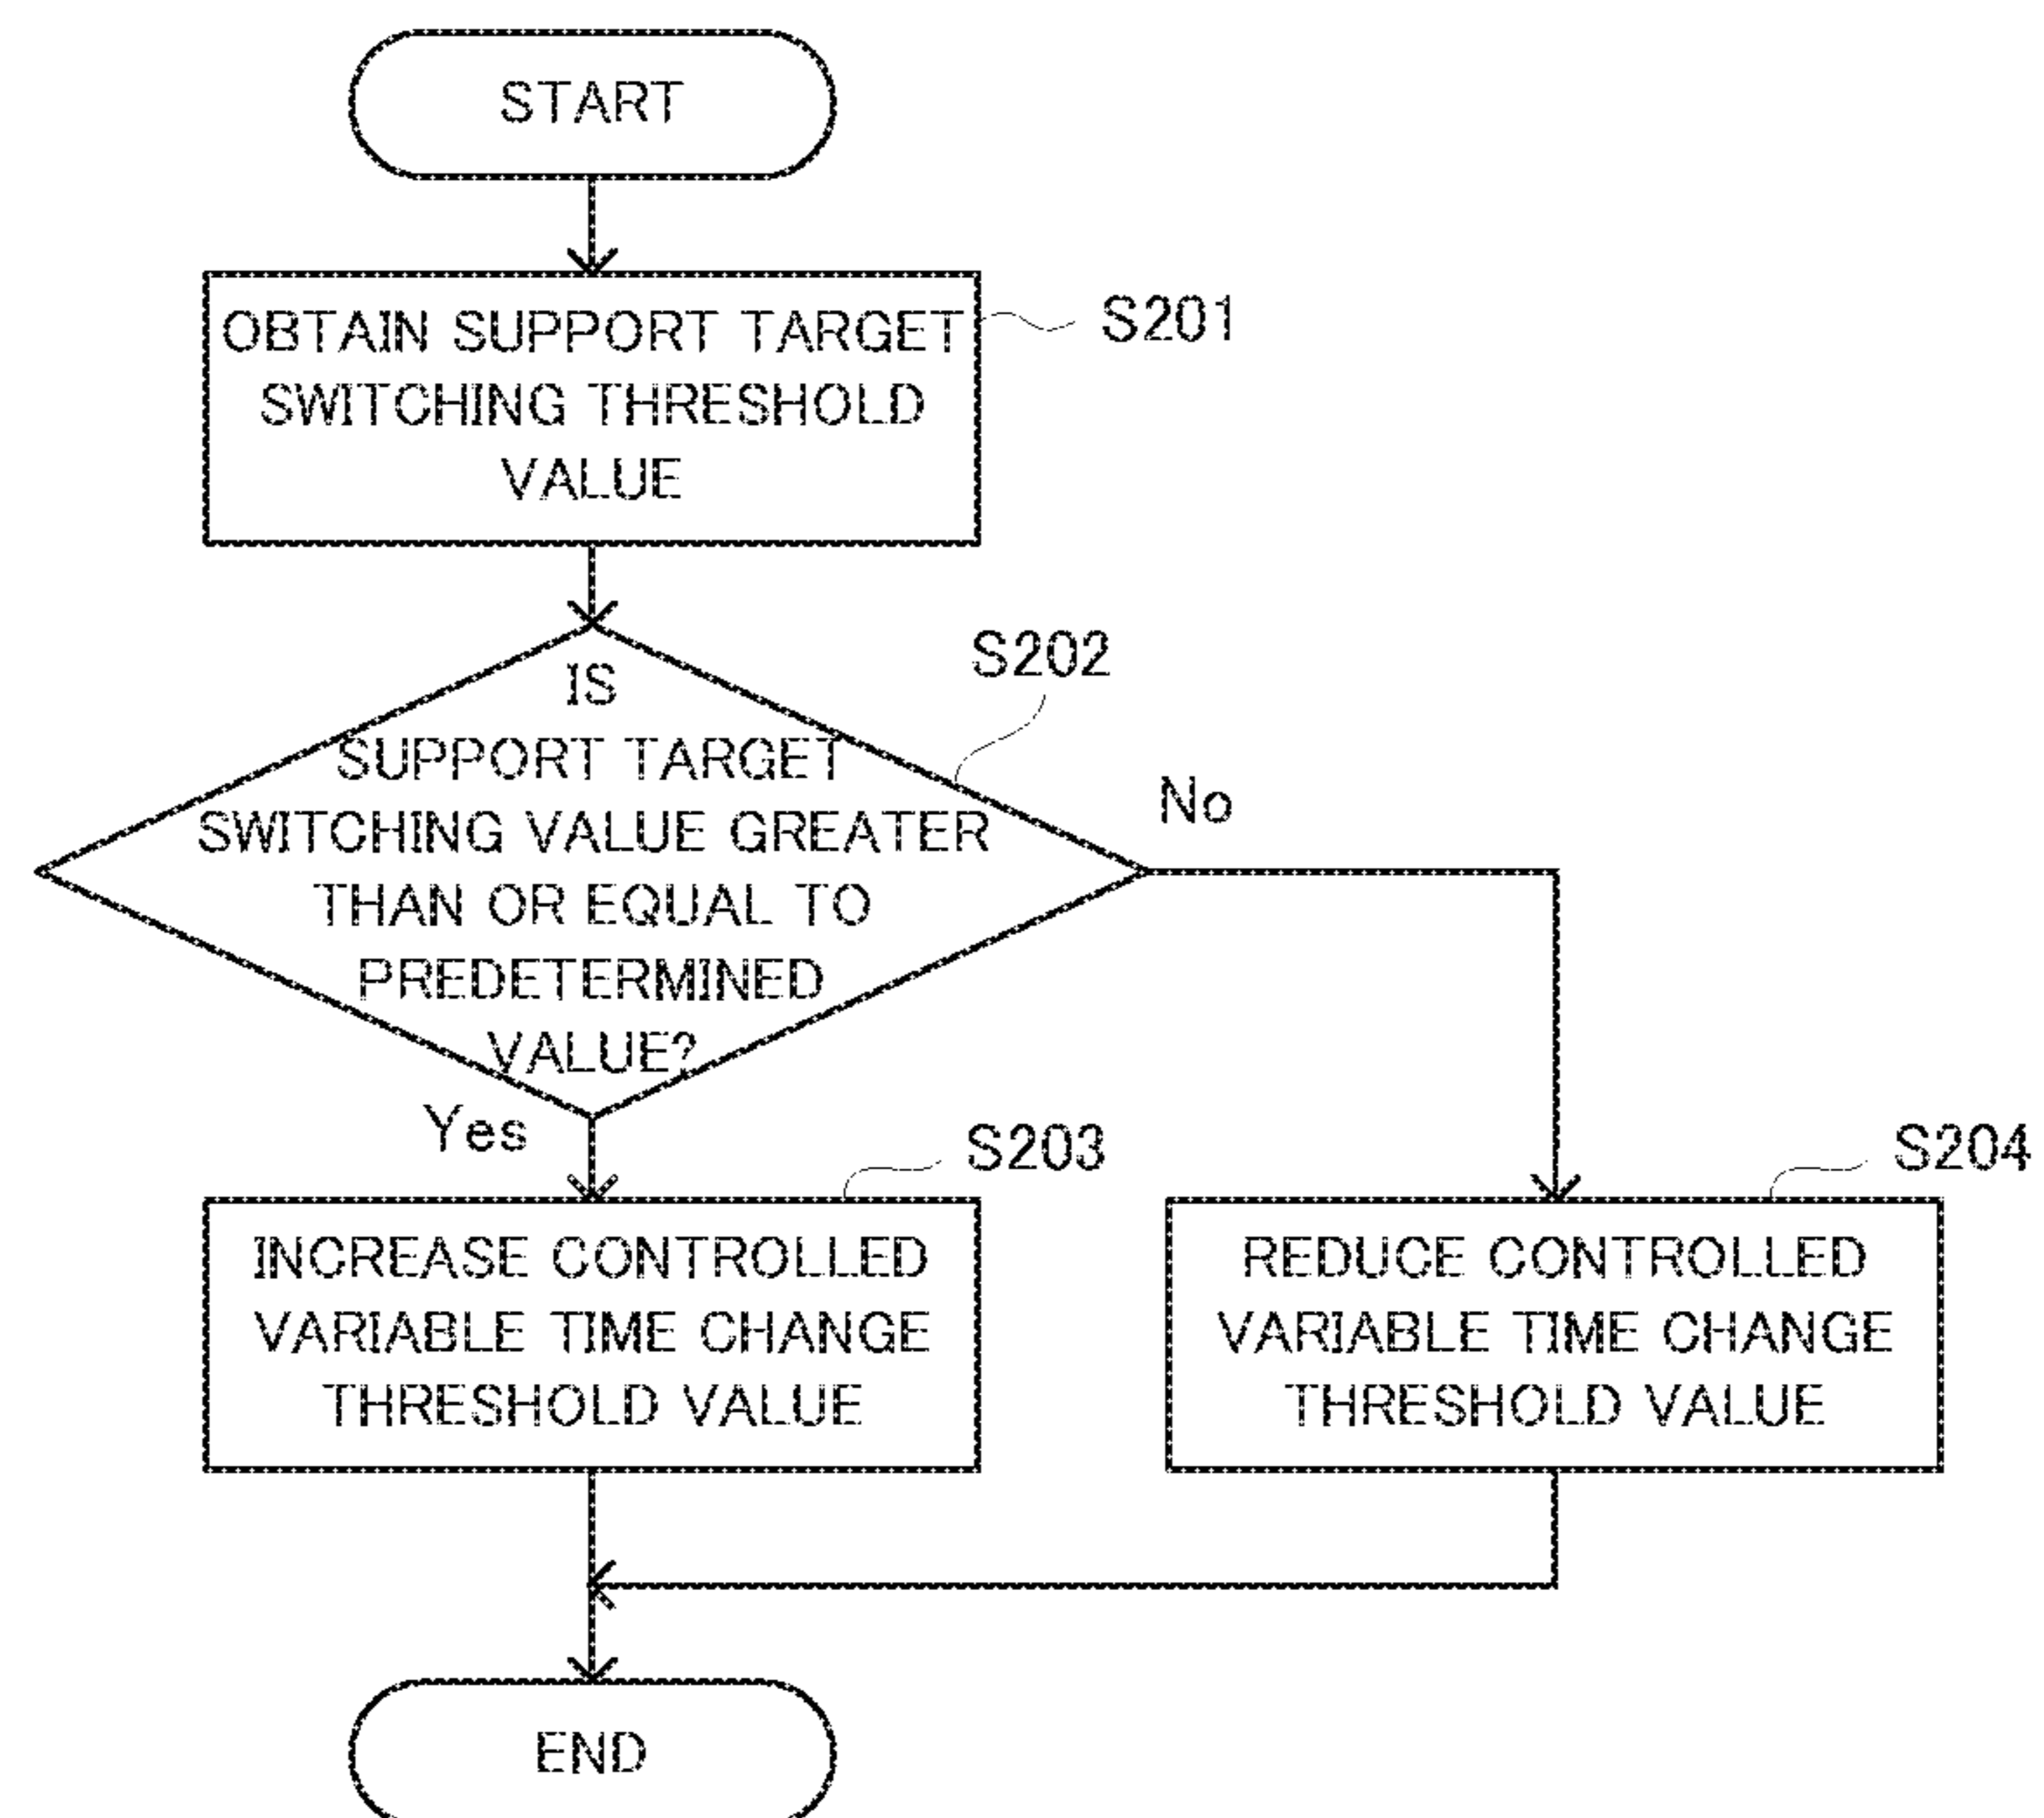 START
OBTAIN SUPPORT TARGET
SWITCHING THRESHOLD
VALUE
S201
IS
SUPPORT TARGET
SWITCHING VALUE GREATER
THAN OR EQUAL TO
PREDETERMINED
VALUE?
S202
No
Yes
INCREASE CONTROLLED
VARIABLE TIME CHANGE
THRESHOLD VALUE
S203
REDUCE CONTROLLED
VARIABLE TIME CHANGE
THRESHOLD VALUE
S204
END